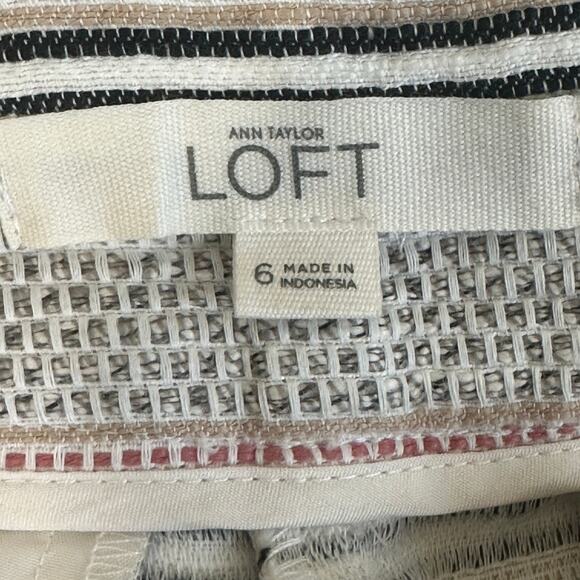 ANN TAYLOR
LOFT
6 MADE IN
INDONESIA